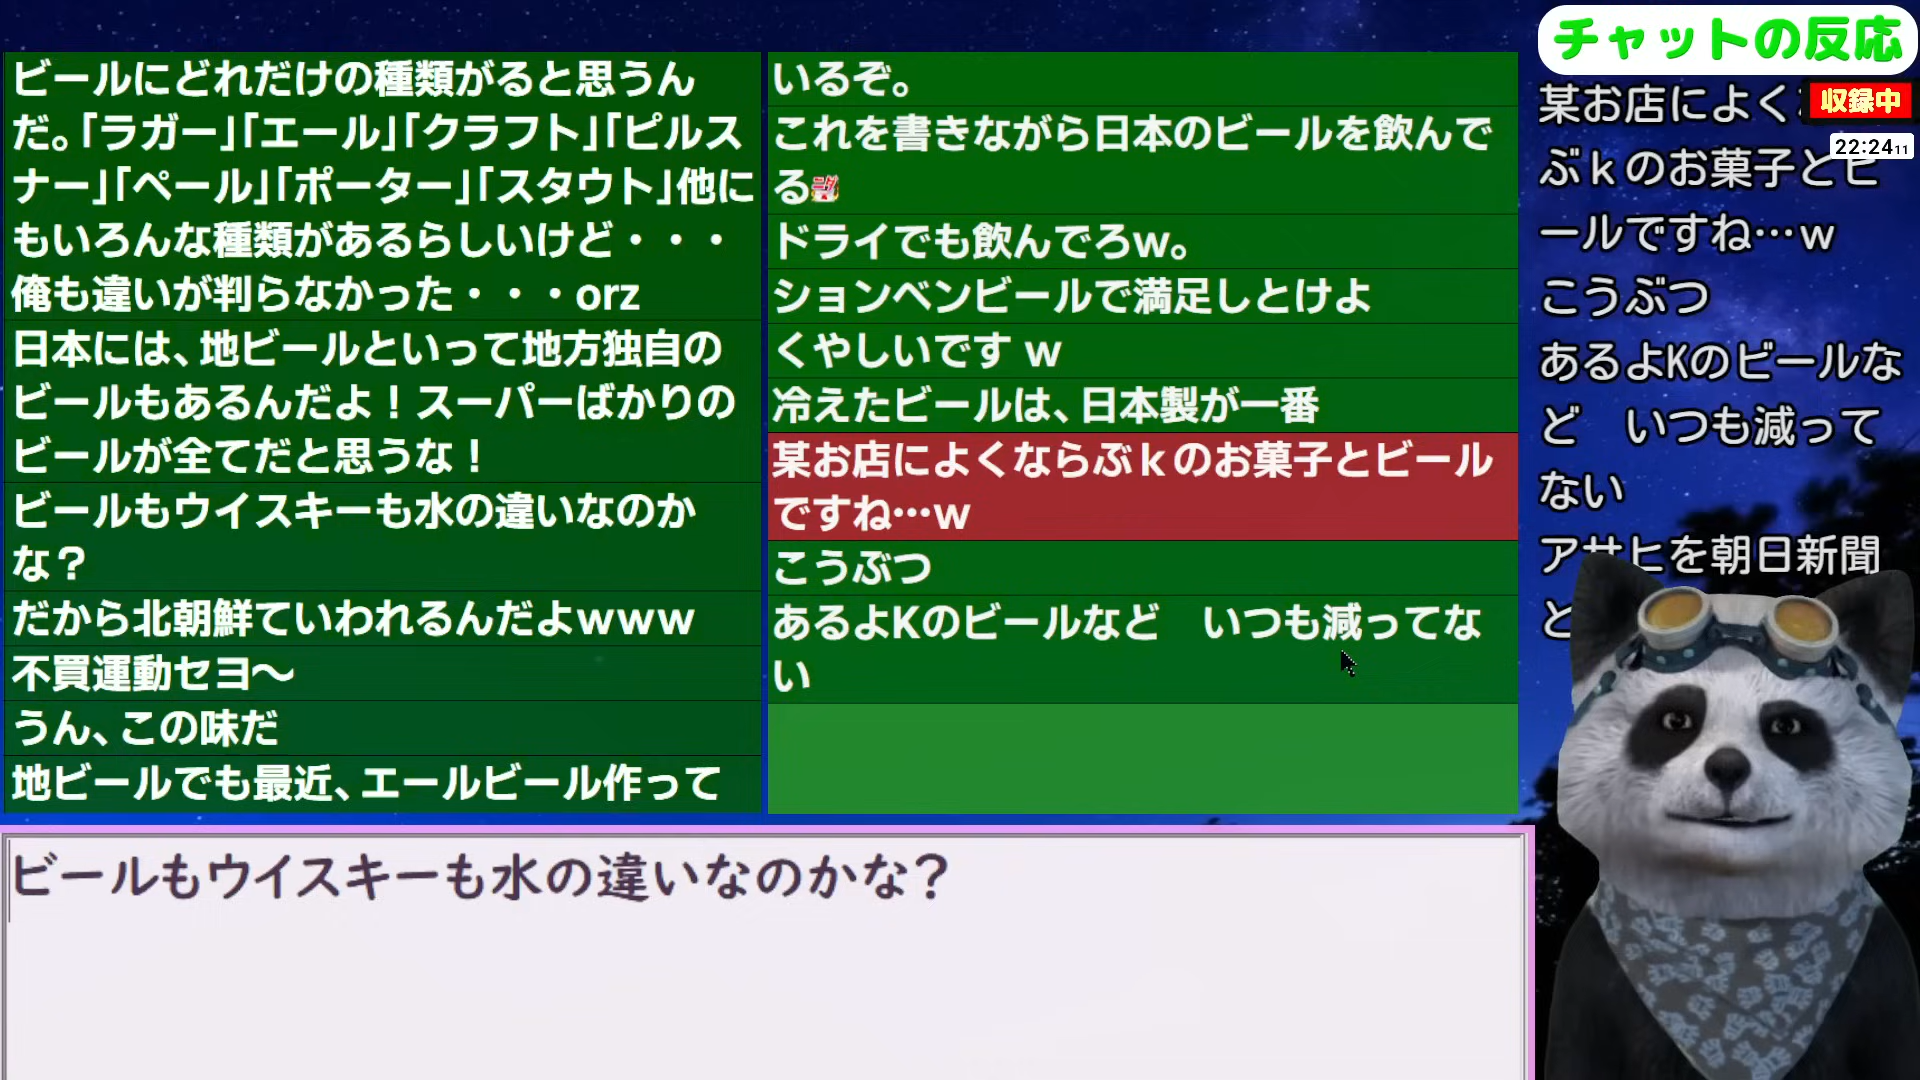 ビールにどれだけの種類がると思うん
だ。「ラガー」「エール」「クラフト」「ピルス
ナー」「ペール」「ポーター」「スタウト」他に
もいろんな種類があるらしいけど・・・
俺も違いが判らなかった・・・orz
日本には、地ビールといって地方独自の
ビールもあるんだよ！スーパーばかりの
ビールが全てだと思うな！
ビールもウイスキーも水の違いなのか
な？
だから北朝鮮ていわれるんだよwww
不買運動セヨ〜
うん、この味だ
地ビールでも最近、エールビール作って
いるぞ。
これを書きながら日本のビールを飲んで
る
ドライでも飲んでろw。
ションベンビールで満足しとけよ
くやしいです w
冷えたビールは、日本製が一番
某お店によくならぶｋのお菓子とビール
ですね…w
こうぶつ
あるよKのビールなど　いつも減ってな
い
ビールもウイスキーも水の違いなのかな？
チャットの反応
収録中
22:24 11
某お店によく
ぶｋのお菓子とビ
ールですね…w
こうぶつ
あるよKのビールな
ど　いつも減って
ない
アサヒを朝日新聞
と